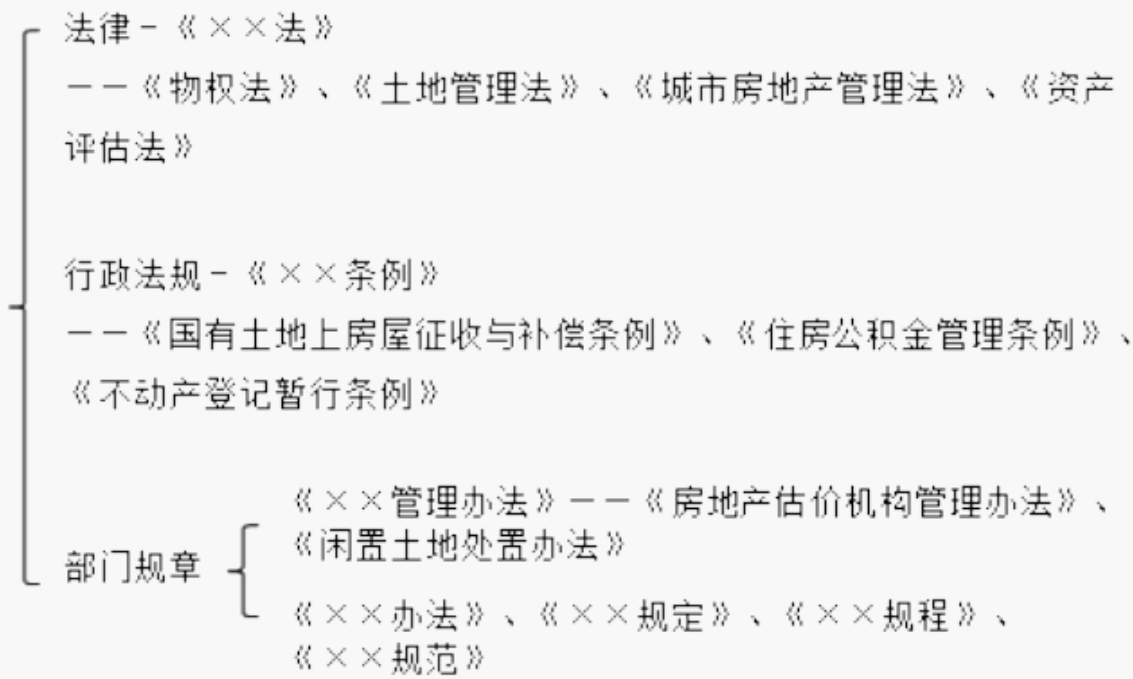 法律－《××法》
－－《物权法》、《土地管理法》、《城市房地产管理法》、《资产
评估法》
行政法规－《××条例》
－－《国有土地上房屋征收与补偿条例》、《住房公积金管理条例》、
《不动产登记暂行条例》
部门规章
《××管理办法》－－《房地产估价机构管理办法》、
《闲置土地处置办法》
《××办法》、《××规定》、《××规程》、
《××规范》